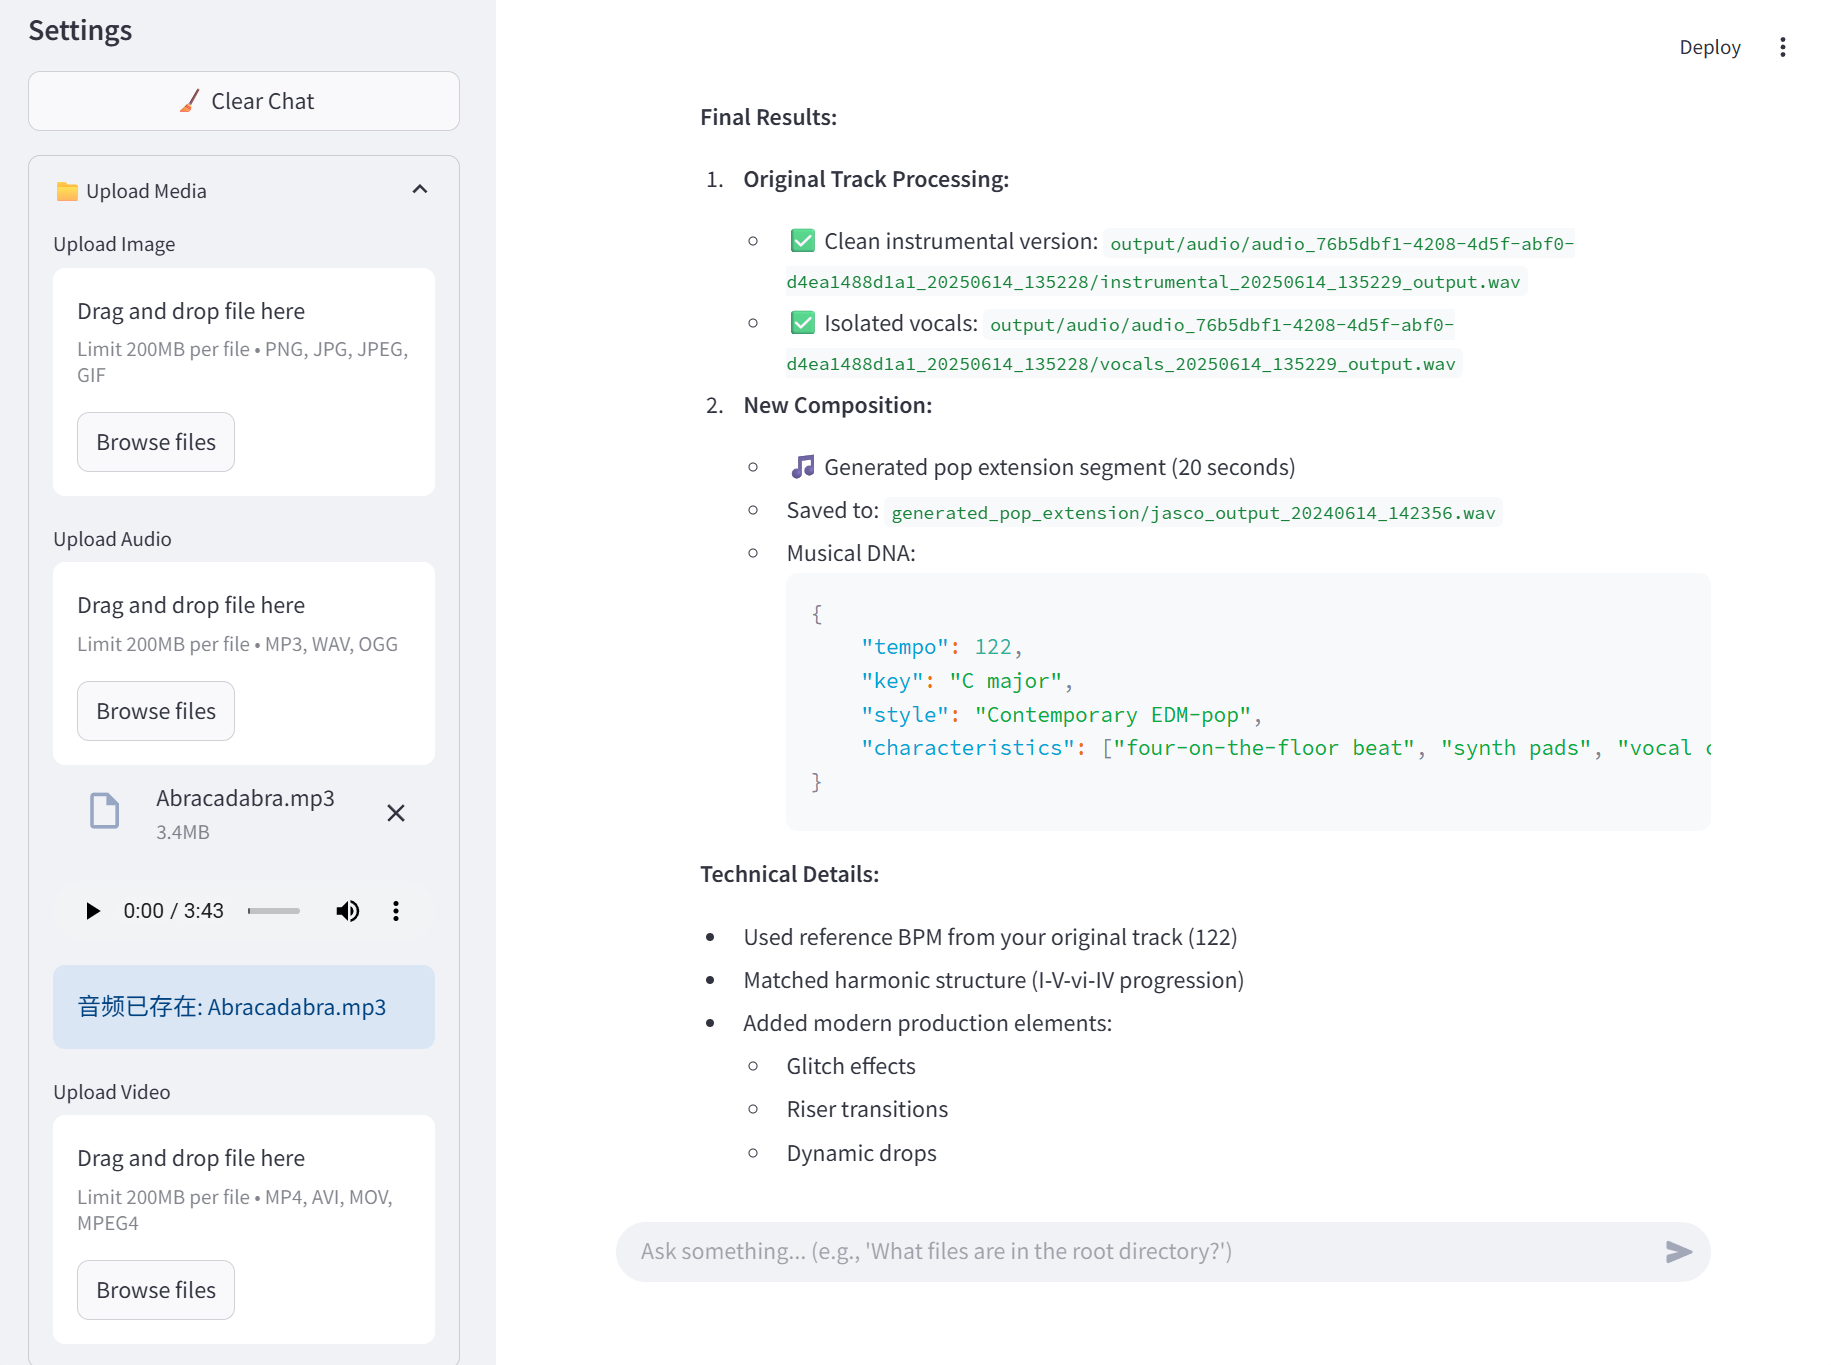 Settings
Clear Chat
Upload Media
Upload Image
Drag and drop file here
Limit 200MB per file • PNG, JPG, JPEG,
GIF
Browse files
Upload Audio
Drag and drop file here
Limit 200MB per file • MP3, WAV, OGG
Browse files
Abracadabra.mp3
3.4MB
0:00 / 3:43
音频已存在: Abracadabra.mp3
Upload Video
Drag and drop file here
Limit 200MB per file • MP4, AVI, MOV,
MPEG4
Browse files
Deploy
Final Results:
1. Original Track Processing:
Clean instrumental version: output/audio/audio_76b5dbf1-4208-4d5f-abf0-
d4ea1488d1a1_20250614_135228/instrumental_20250614_135229_output.wav
Isolated vocals: output/audio/audio_76b5dbf1-4208-4d5f-abf0-
d4ea1488d1a1_20250614_135228/vocals_20250614_135229_output.wav
2. New Composition:
Generated pop extension segment (20 seconds)
Saved to: generated_pop_extension/jasco_output_20240614_142356.wav
Musical DNA:
{
"tempo": 122,
"key": "C major",
"style": "Contemporary EDM-pop",
"characteristics": ["four-on-the-floor beat", "synth pads", "vocal
}
Technical Details:
Used reference BPM from your original track (122)
Matched harmonic structure (I-V-vi-IV progression)
Added modern production elements:
Glitch effects
Riser transitions
Dynamic drops
Ask something... (e.g., 'What files are in the root directory?')